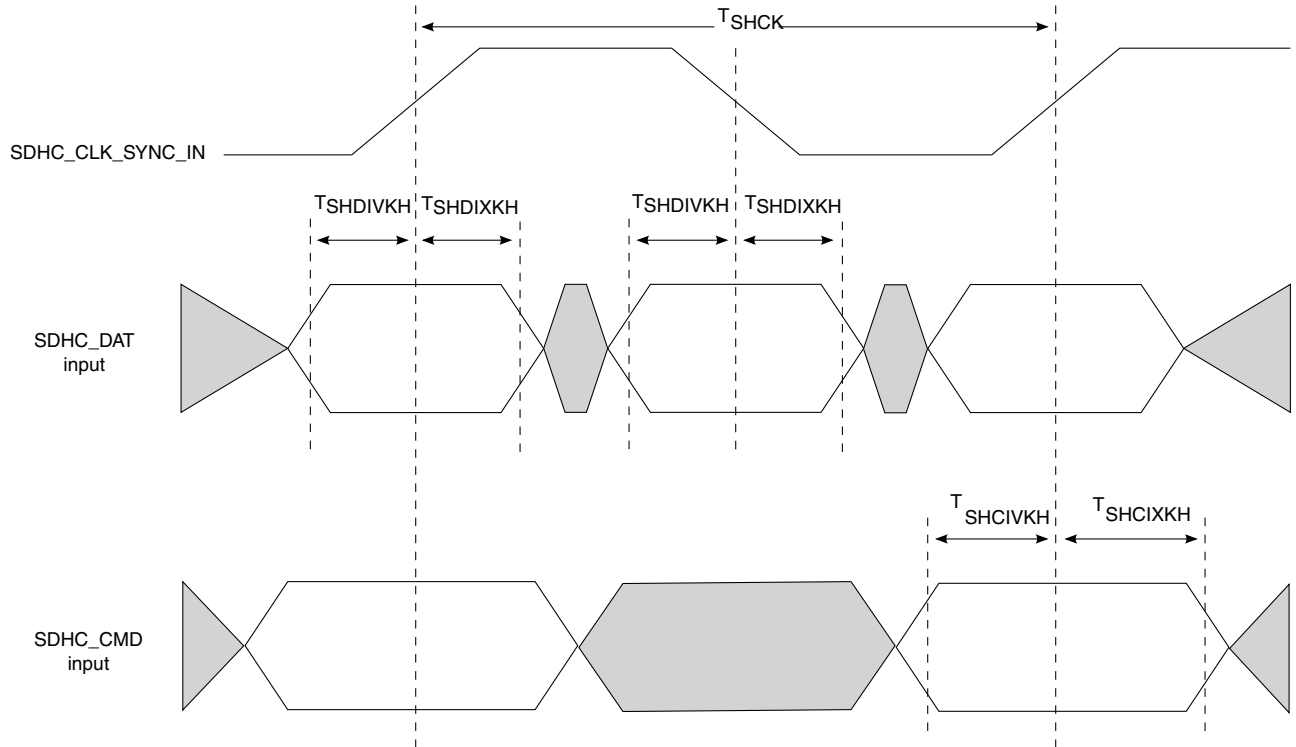 TSHCK
SDHC_CLK_SYNC_IN
TSHDIVKH TSHDIXKH TSHDIVKH TSHDIXKH
SDHC_DAT
input
TSHCIVKH TSHCIXKH
SDHC_CMD
input